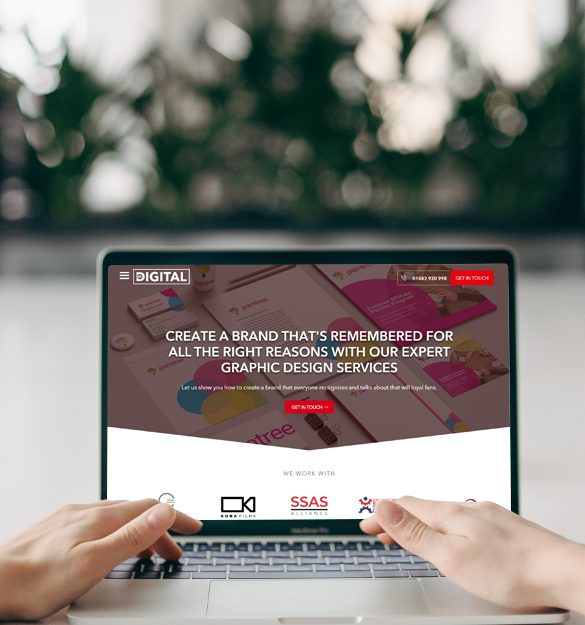 DIGITAL
01483 920 998
GET IN TOUCH
CREATE A BRAND THAT'S REMEMBERED FOR
ALL THE RIGHT REASONS WITH OUR EXPERT
GRAPHIC DESIGN SERVICES
Let us show you how to create a brand that everyone recognises and talks about that will loyal fans.
GET IN TOUCH →
WE WORK WITH
KUMA FILMS
SSAS
ALLIANCE